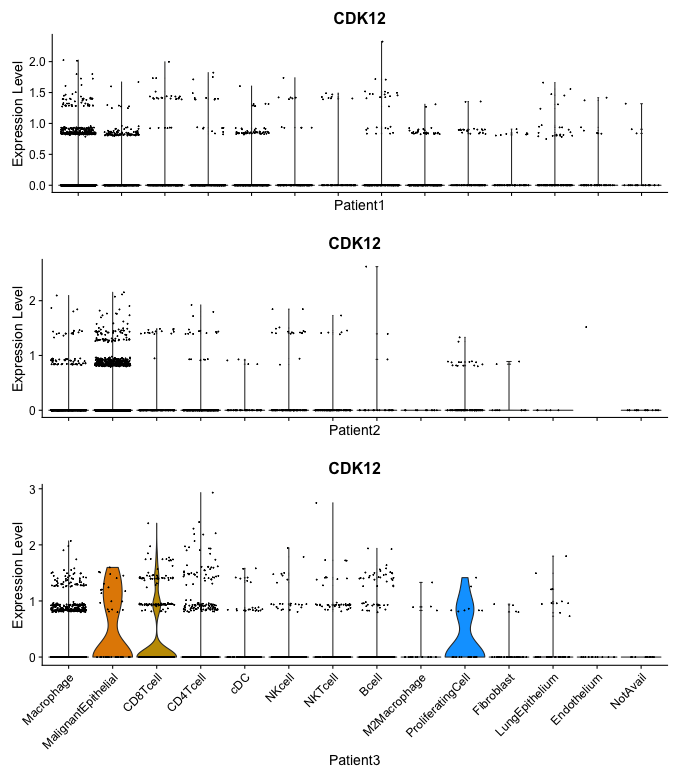 CDK12
Expression Level
2.0
1.5
1.0
0.5
0.0
Patient1
CDK12
Expression Level
2
1
0
Patient2
CDK12
Expression Level
3
2
1
0
Macrophage
MalignantEpithelial
CD8Tcell
CD4Tcell
cDC
NKcell
NKTcell
Bcell
M2Macrophage
ProliferatingCell
Fibroblast
LungEpithelium
Endothelium
NotAvail
Patient3